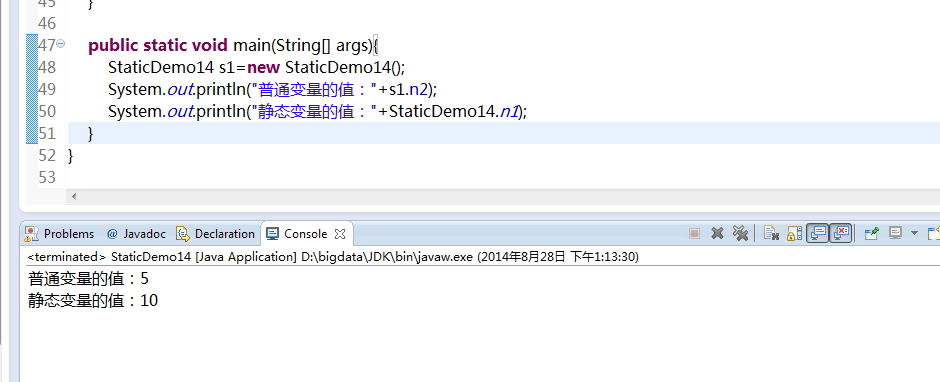 45 }
46
47 public static void main(String[] args){
48 StaticDemo14 s1=new StaticDemo14();
49 System.out.println("普通变量的值："+s1.n2);
50 System.out.println("静态变量的值："+StaticDemo14.n1);
51 }
52 }
53
Problems @ Javadoc Declaration Console
<terminated> StaticDemo14 [Java Application] D:\bigdata\JDK\bin\javaw.exe (2014年8月28日 下午1:13:30)
普通变量的值：5
静态变量的值：10